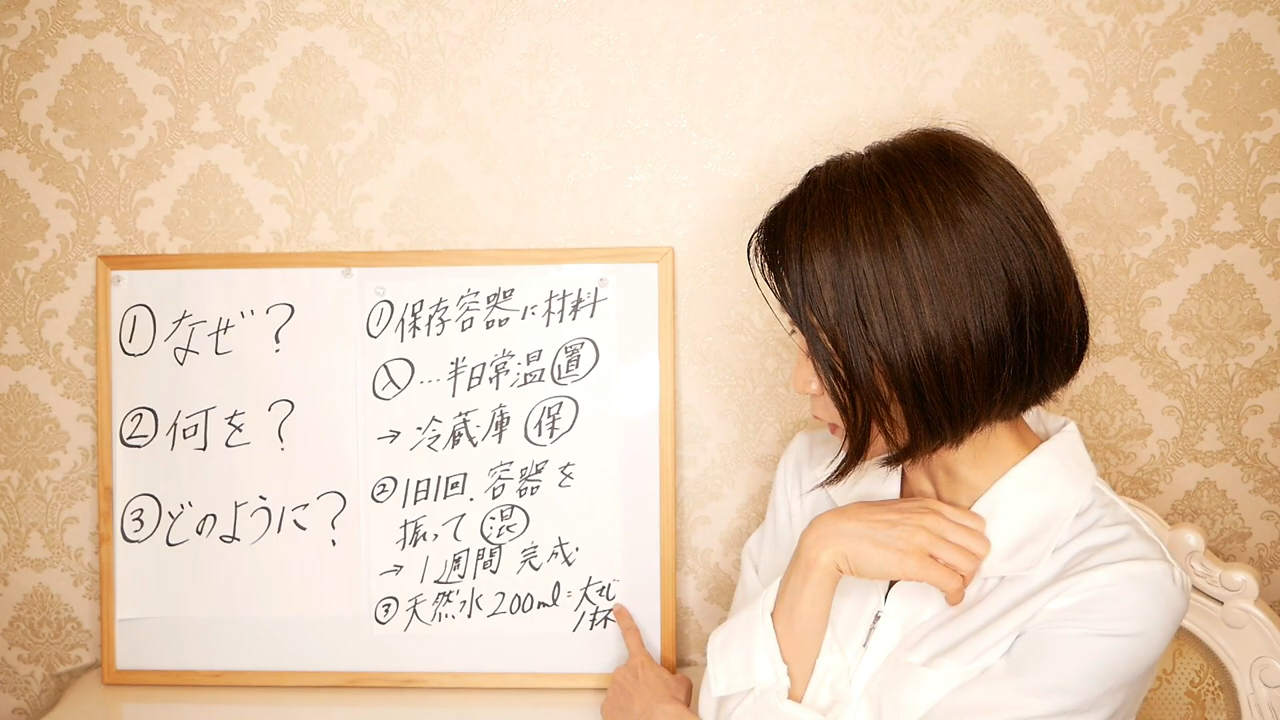 ①なぜ？
②何を？
③どのように？
①保存容器に材料
入…半日常温置
→冷蔵庫 保
②1日1回.容器を
振って混
→1週間 完成
③天然水200ml:大さじ
1杯